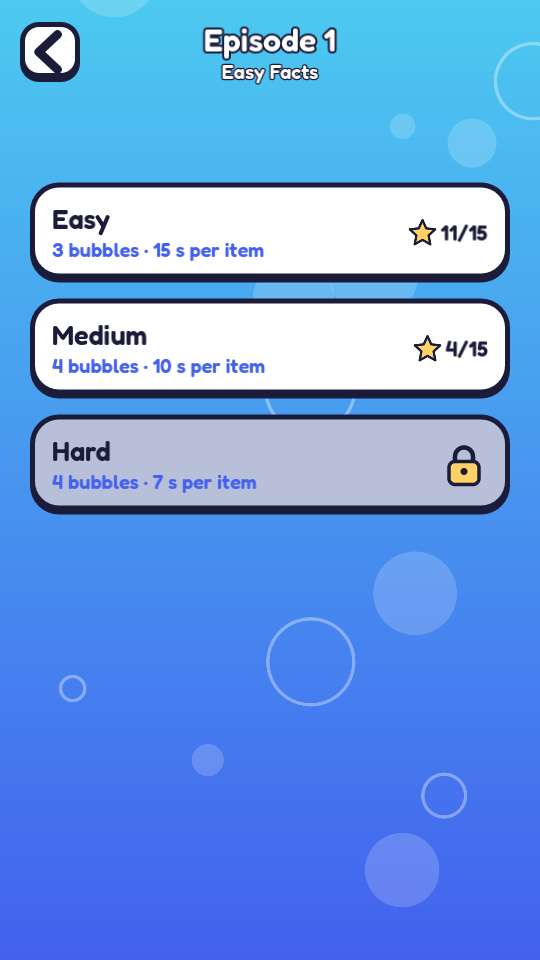 Episode 1
Easy Facts
Easy
3 bubbles · 15 s per item
11/15
Medium
4 bubbles · 10 s per item
4/15
Hard
4 bubbles · 7 s per item